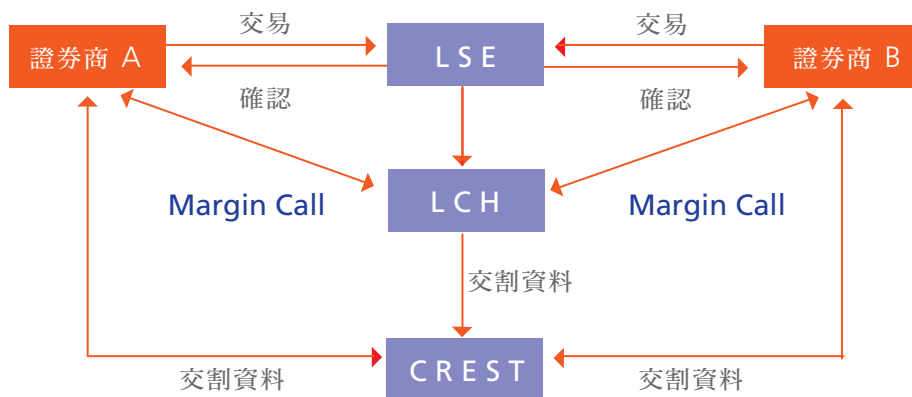 交易
交易
證券商 A
LSE
證券商 B
確認
確認
LCH
Margin Call
Margin Call
交割資料
CREST
交割資料
交割資料